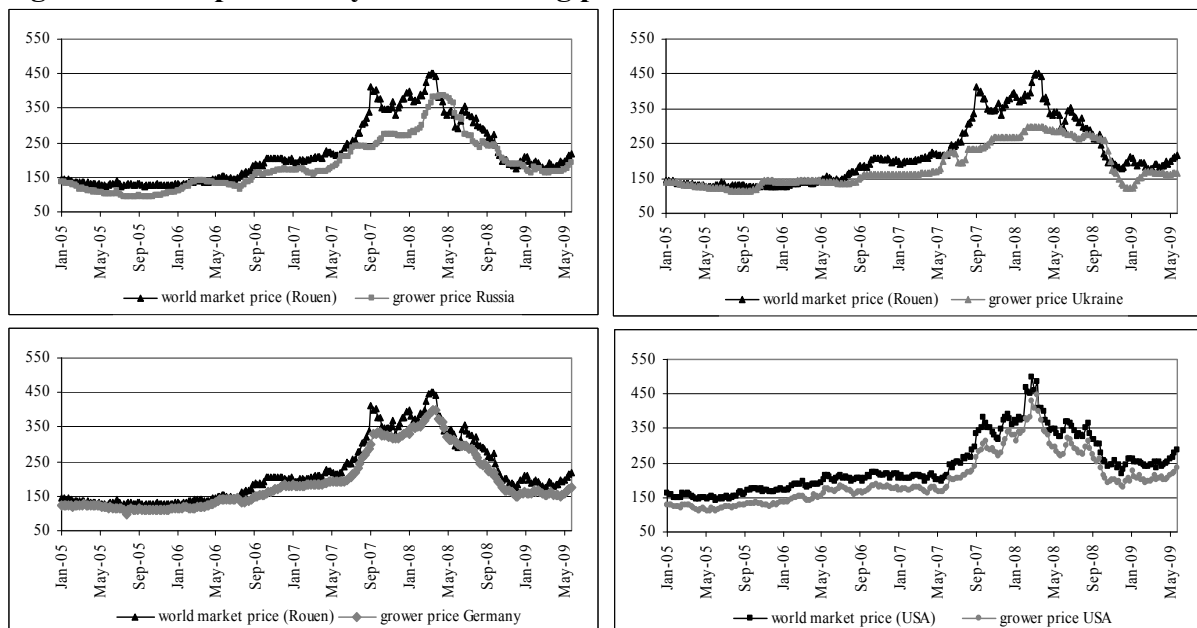 550
450
350
250
150
50
Jan-05
May-05
Sep-05
Jan-06
May-06
Sep-06
Jan-07
May-07
Sep-07
Jan-08
May-08
Sep-08
Jan-09
May-09
world market price (Rouen)
grower price Russia
550
450
350
250
150
50
Jan-05
May-05
Sep-05
Jan-06
May-06
Sep-06
Jan-07
May-07
Sep-07
Jan-08
May-08
Sep-08
Jan-09
May-09
world market price (Rouen)
grower price Ukraine
550
450
350
250
150
50
Jan-05
May-05
Sep-05
Jan-06
May-06
Sep-06
Jan-07
May-07
Sep-07
Jan-08
May-08
Sep-08
Jan-09
May-09
world market price (Rouen)
grower price Germany
550
450
350
250
150
50
Jan-05
May-05
Sep-05
Jan-06
May-06
Sep-06
Jan-07
May-07
Sep-07
Jan-08
May-08
Sep-08
Jan-09
May-09
world market price (USA)
grower price USA